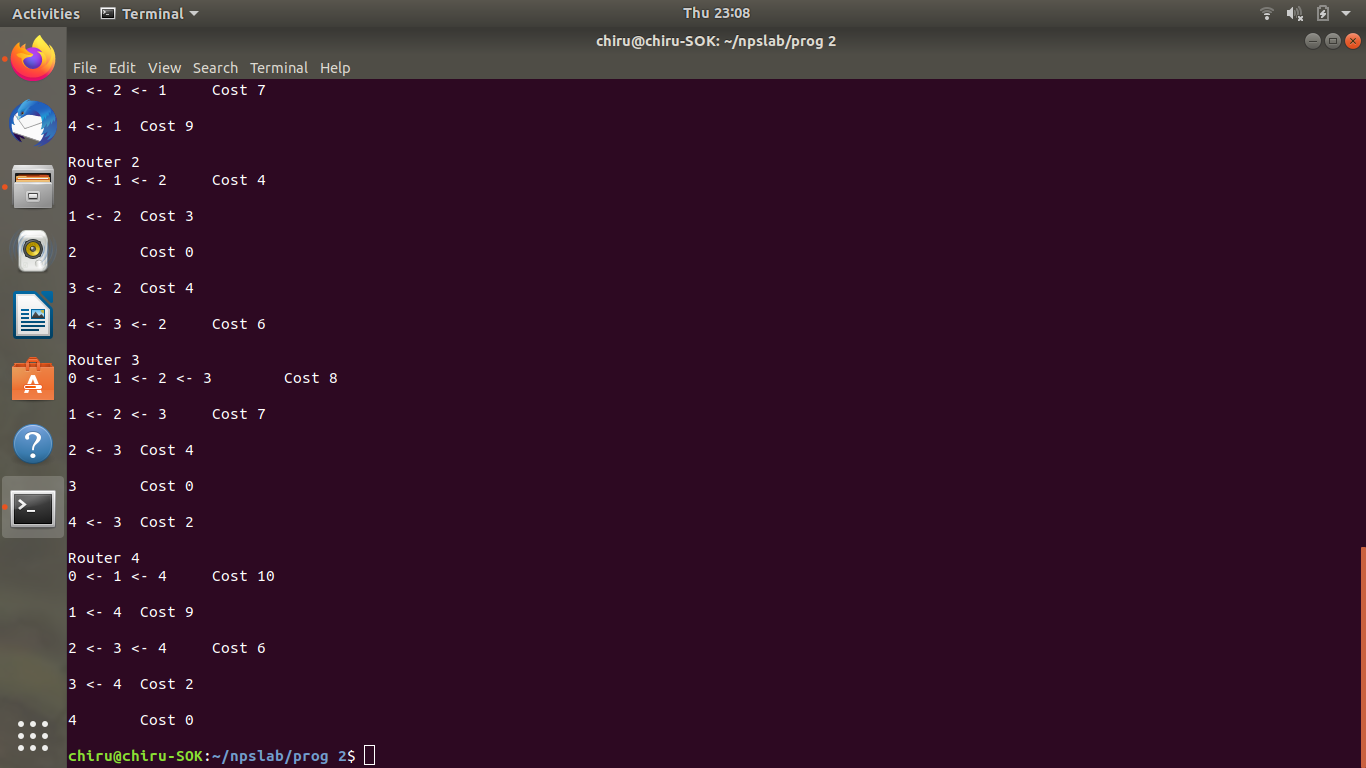 Activities Terminal Thu 23:08
chiru@chiru-SOK: ~/npslab/prog 2
File Edit View Search Terminal Help
3 <- 2 <- 1     Cost 7
4 <- 1  Cost 9
Router 2
0 <- 1 <- 2     Cost 4
1 <- 2  Cost 3
2       Cost 0
3 <- 2  Cost 4
4 <- 3 <- 2     Cost 6
Router 3
0 <- 1 <- 2 <- 3        Cost 8
1 <- 2 <- 3     Cost 7
2 <- 3  Cost 4
3       Cost 0
4 <- 3  Cost 2
Router 4
0 <- 1 <- 4     Cost 10
1 <- 4  Cost 9
2 <- 3 <- 4     Cost 6
3 <- 4  Cost 2
4       Cost 0
chiru@chiru-SOK:~/npslab/prog 2$